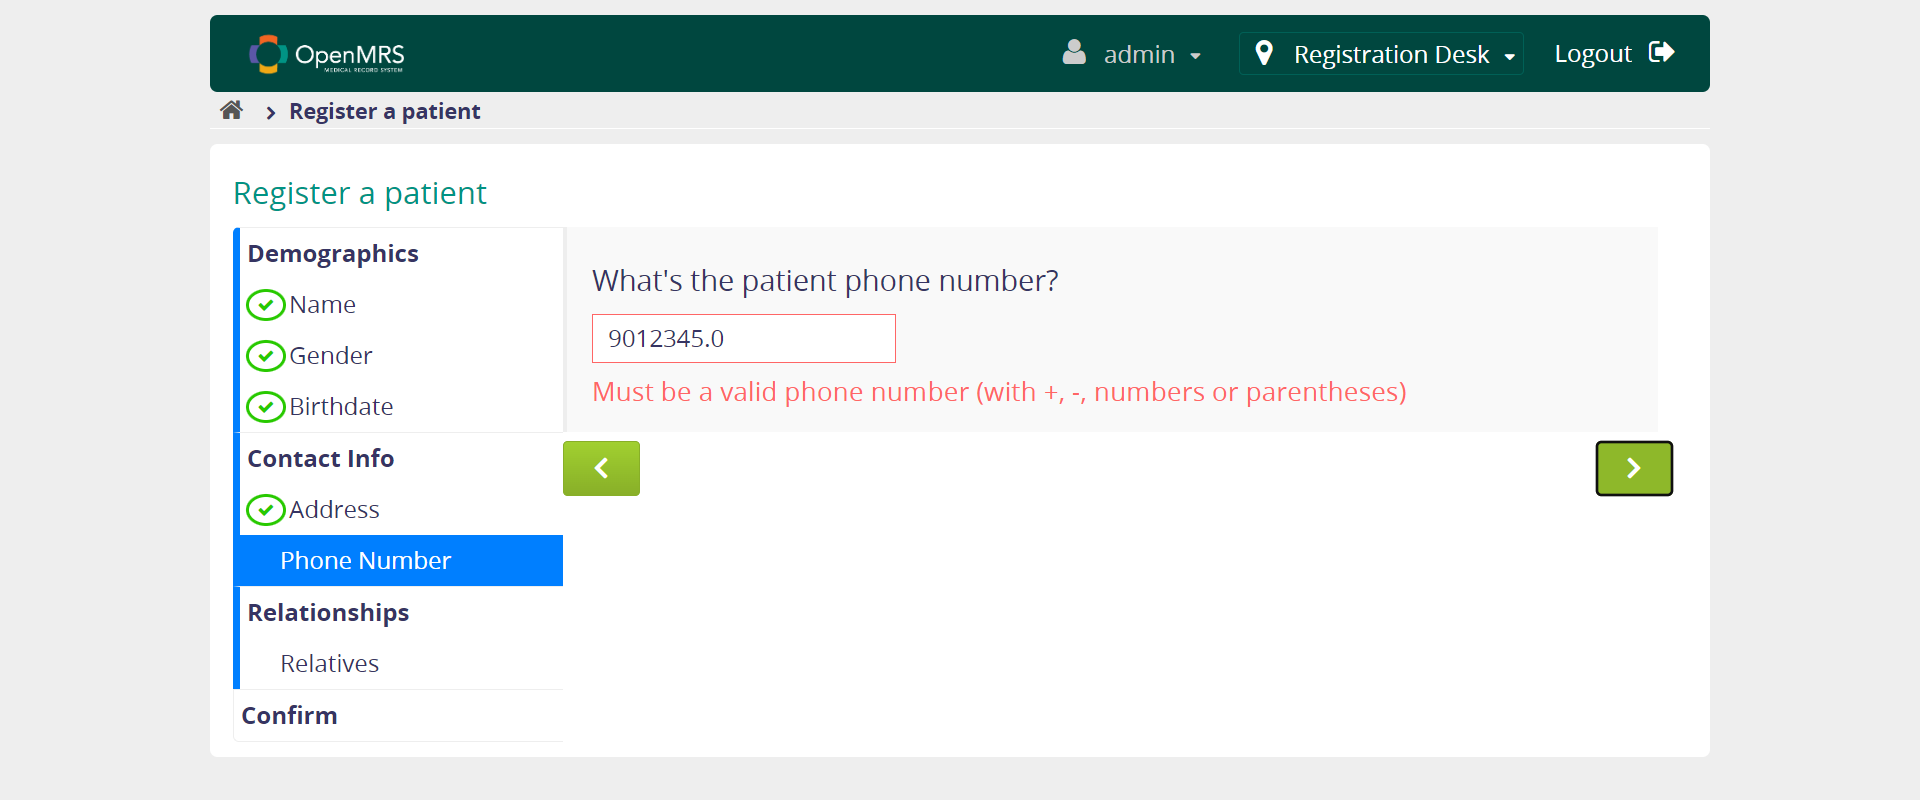 OpenMRS
MEDICAL RECORD SYSTEM
admin
Registration Desk
Logout
Register a patient
Register a patient
Demographics
Name
Gender
Birthdate
Contact Info
Address
Phone Number
Relationships
Relatives
Confirm
What's the patient phone number?
9012345.0
Must be a valid phone number (with +, -, numbers or parentheses)